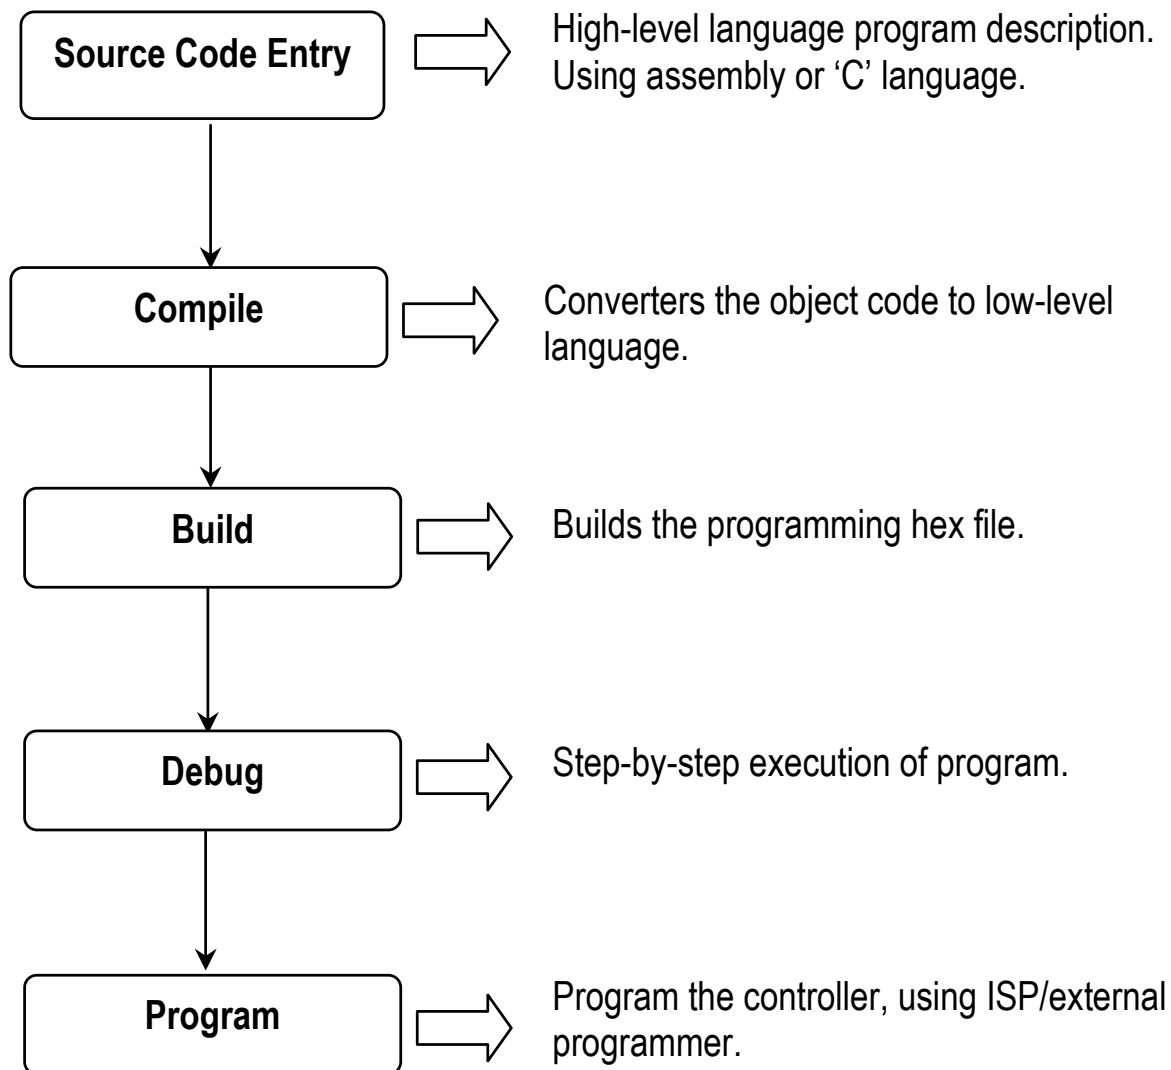 Source Code Entry
High-level language program description.
Using assembly or ‘C’ language.
Compile
Converters the object code to low-level
language.
Build
Builds the programming hex file.
Debug
Step-by-step execution of program.
Program
Program the controller, using ISP/external
programmer.